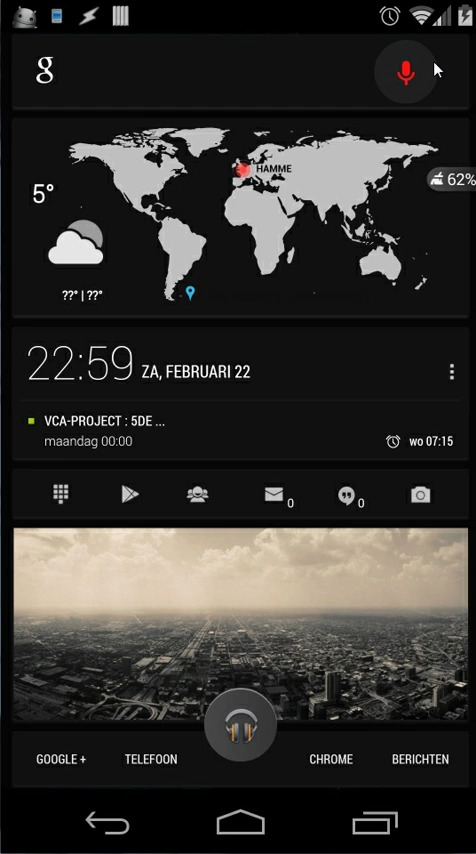 g
HAMME
5°
62%
??° | ??°
22:59 ZA, FEBRUARI 22
VCA-PROJECT : 5DE ...
maandag 00:00
wo 07:15
0
0
GOOGLE +
TELEFOON
CHROME
BERICHTEN